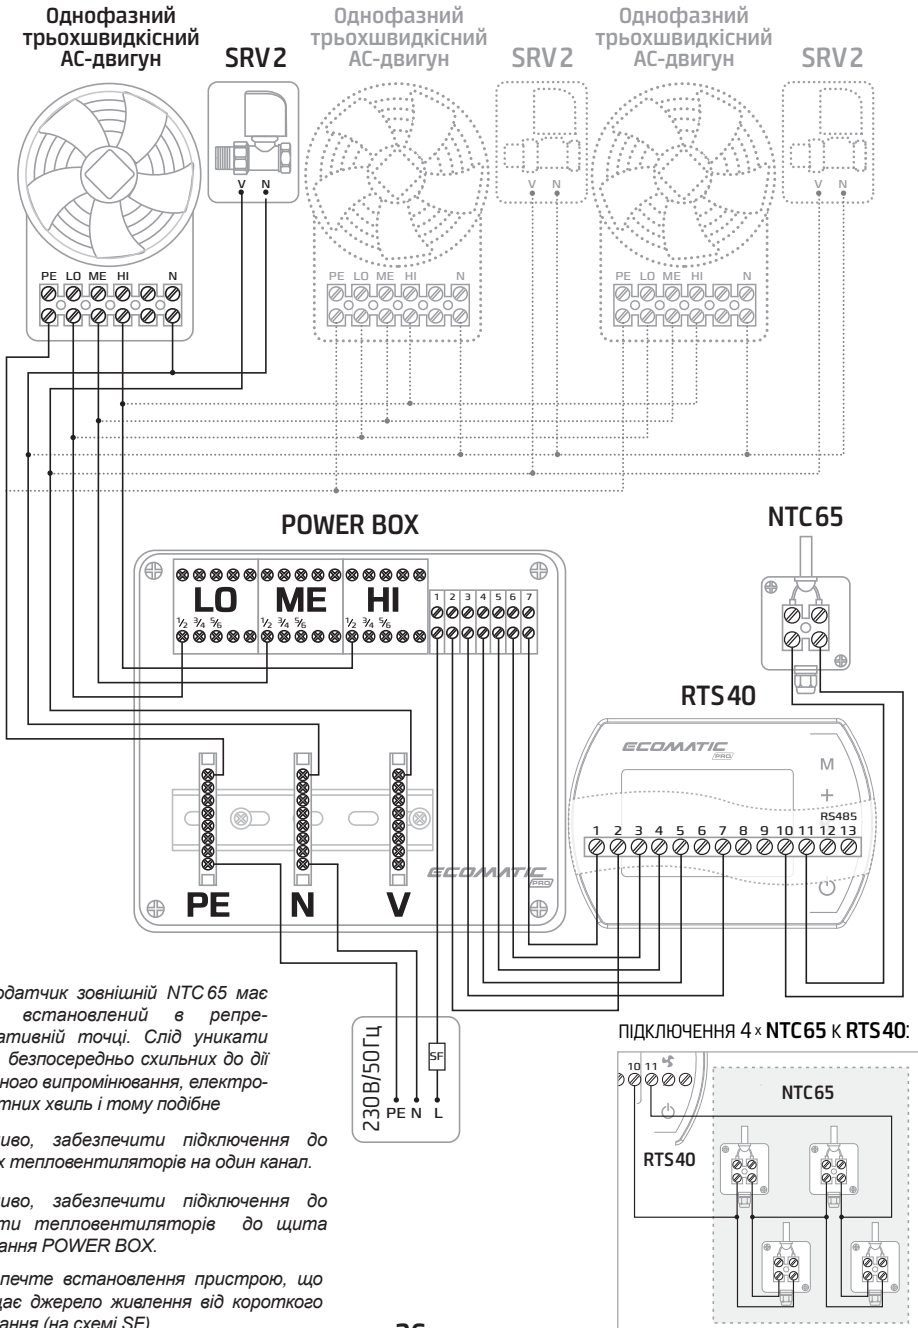 Однофазний
трьохшвидкісний
АС-двигун
SRV2
Однофазний
трьохшвидкісний
АС-двигун
SRV2
Однофазний
трьохшвидкісний
АС-двигун
SRV2
V N
V N
V N
PE LO ME HI N
PE LO ME HI N
PE LO ME HI N
POWER BOX
NTC65
LO ME HI
1 2 3 4 5 6 7
½ ¾ ⅚ ½ ¾ ⅚ ½ ¾ ⅚
RTS40
ECOMATIC
PRO
M
+
RS485
1 2 3 4 5 6 7 8 9 10 11 12 13
ECOMATIC
PRO
PE N V
одатчик зовнішній NTC65 має
встановлений в репре-
ативній точці. Слід уникати
безпосередньо схильних до дії
ного випромінювання, електро-
тних хвиль і тому подібне
иво, забезпечити підключення до
х тепловентиляторів на один канал.
иво, забезпечити підключення до
ти тепловентиляторів до щита
ання POWER BOX.
печте встановлення пристрою, що
ає джерело живлення від короткого
ання (на схемі SF)
230В/50Гц
SF
PE N L
ПІДКЛЮЧЕННЯ 4 x NTC65 К RTS40:
10 11
NTC65
RTS40